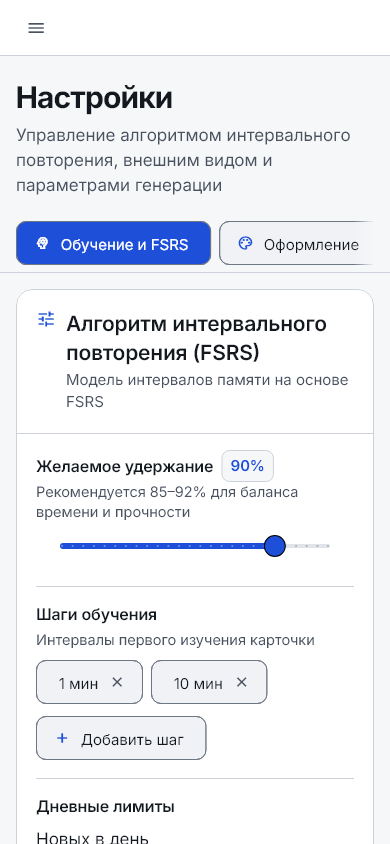 Настройки
Управление алгоритмом интервального
повторения, внешним видом и
параметрами генерации
Обучение и FSRS
Оформление
Алгоритм интервального
повторения (FSRS)
Модель интервалов памяти на основе
FSRS
Желаемое удержание 90%
Рекомендуется 85–92% для баланса
времени и прочности
Шаги обучения
Интервалы первого изучения карточки
1 мин ×
10 мин ×
+ Добавить шаг
Дневные лимиты
Новых в день